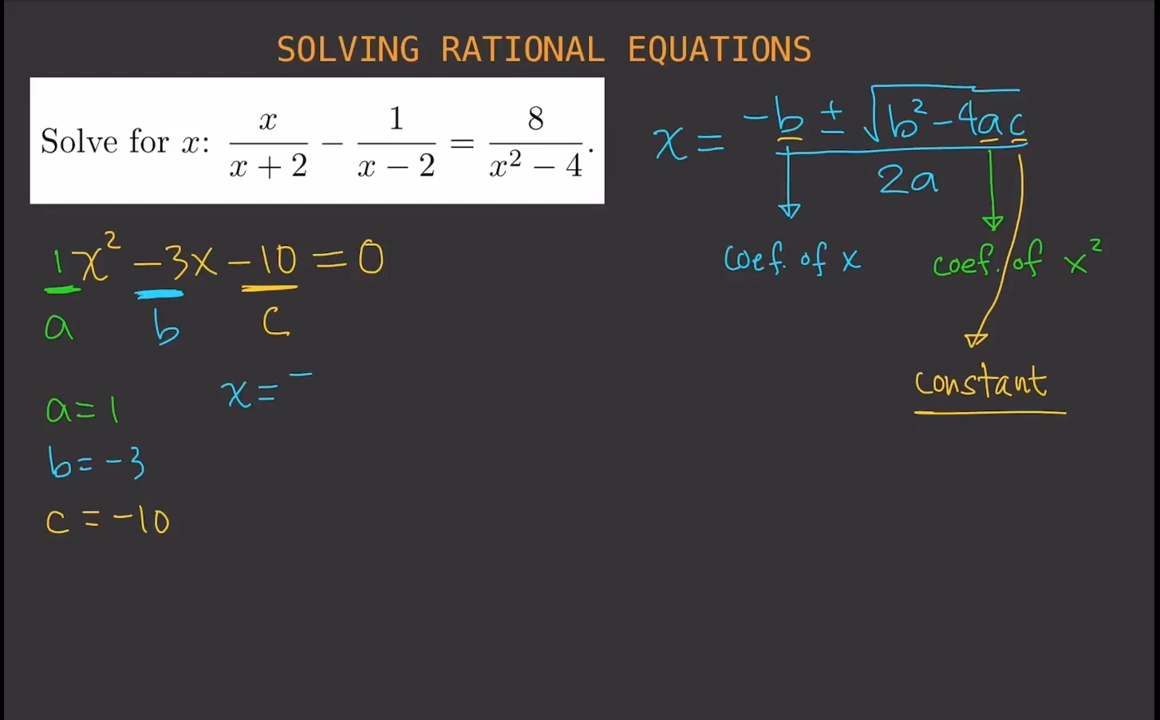 SOLVING RATIONAL EQUATIONS
Solve for x: x/(x + 2) − 1/(x − 2) = 8/(x² − 4).
x = (-b ± √(b² - 4ac))/(2a)
coef. of x
coef. of x²
constant
1x² - 3x - 10 = 0
a b c
a = 1
x = -
b = -3
c = -10